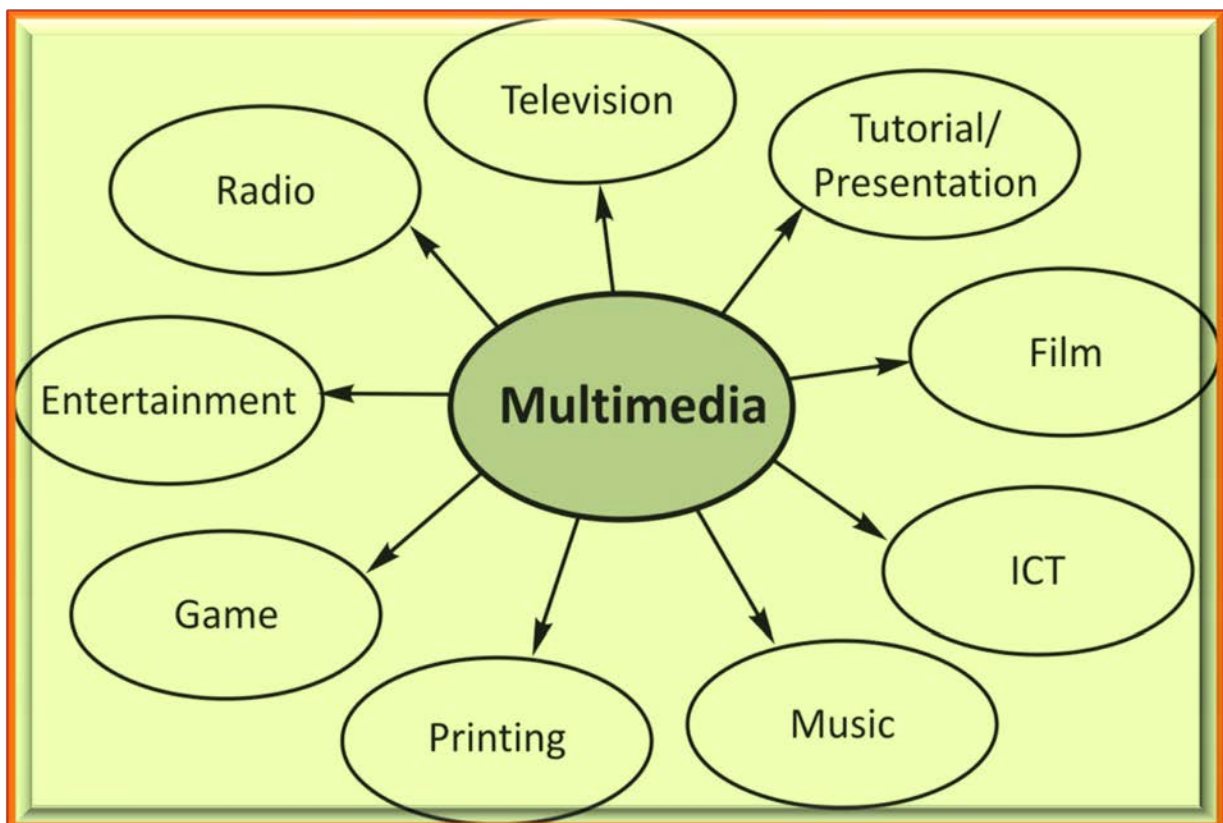 Television
Tutorial/
Presentation
Radio
Film
Entertainment
Multimedia
ICT
Game
Music
Printing